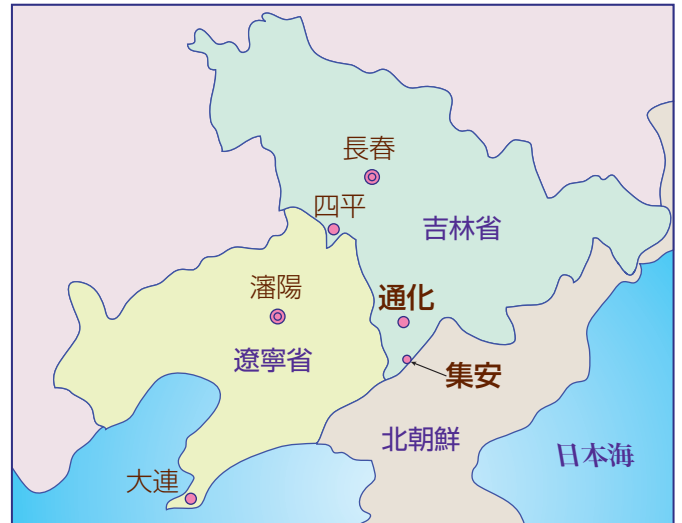 長春
四平
吉林省
瀋陽
通化
遼寧省
集安
北朝鮮
日本海
大連